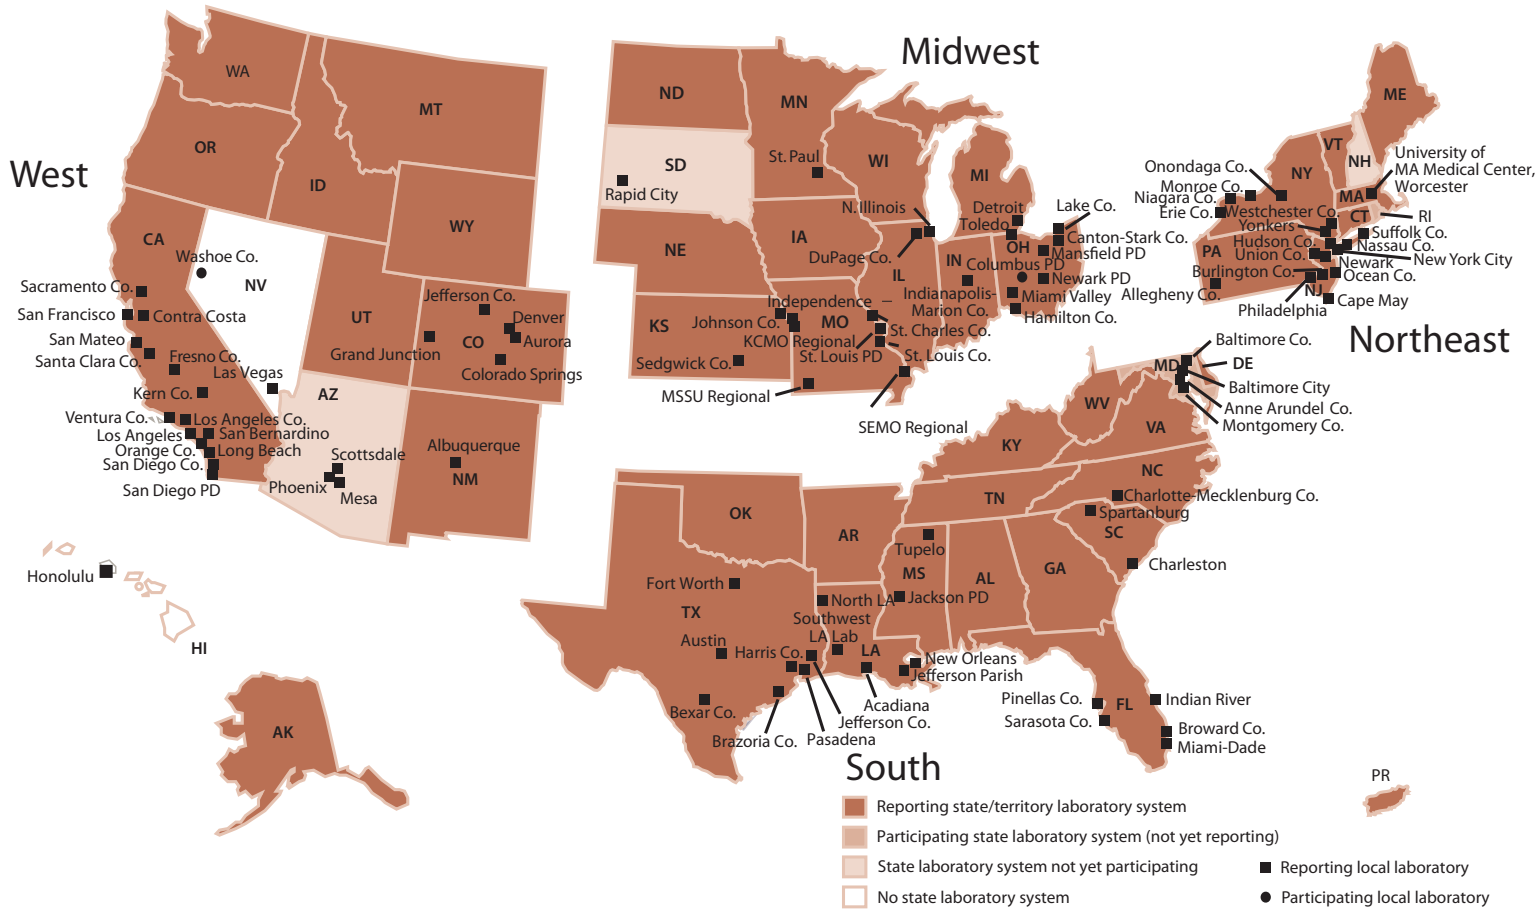 West
WA
MT
OR
ID
WY
CA
Washoe Co.
NV
Sacramento Co.
San Francisco
Contra Costa
San Mateo
Santa Clara Co.
Fresno Co.
Las Vegas
Kern Co.
Ventura Co.
Los Angeles Co.
Los Angeles
San Bernardino
Orange Co.
Long Beach
San Diego Co.
San Diego PD
UT
Jefferson Co.
Denver
Grand Junction
CO
Aurora
Colorado Springs
AZ
Scottsdale
Phoenix
Mesa
Albuquerque
NM
Honolulu
HI
AK
Midwest
ND
MN
SD
St. Paul
Rapid City
WI
MI
NE
IA
N. Illinois
DuPage Co.
IL
Detroit
Toledo
Lake Co.
Canton-Stark Co.
OH
Mansfield PD
IN
Columbus PD
Newark PD
Indianapolis-
Marion Co.
Miami Valley
Hamilton Co.
KS
Independence
Johnson Co.
MO
KCMO Regional
St. Charles Co.
St. Louis PD
St. Louis Co.
Sedgwick Co.
MSSU Regional
SEMO Regional
Northeast
ME
VT
NH
NY
University of
MA Medical Center,
Worcester
Onondaga Co.
Monroe Co.
Niagara Co.
Erie Co.
MA
CT
RI
Westchester Co.
Yonkers
Suffolk Co.
Hudson Co.
Nassau Co.
PA
Union Co.
New York City
Newark
Burlington Co.
Ocean Co.
Allegheny Co.
NJ
Philadelphia
Cape May
Baltimore Co.
MD
DE
Baltimore City
Anne Arundel Co.
Montgomery Co.
WV
VA
KY
NC
TN
Charlotte-Mecklenburg Co.
Spartanburg
SC
Charleston
OK
AR
Tupelo
MS
AL
GA
Fort Worth
TX
North LA
Jackson PD
Southwest
LA Lab
Austin
Harris Co.
LA
New Orleans
Jefferson Parish
Bexar Co.
Acadiana
Jefferson Co.
Brazoria Co.
Pasadena
Pinellas Co.
FL
Indian River
Sarasota Co.
Broward Co.
Miami-Dade
South
PR
Reporting state/territory laboratory system
Participating state laboratory system (not yet reporting)
State laboratory system not yet participating
No state laboratory system
Reporting local laboratory
Participating local laboratory